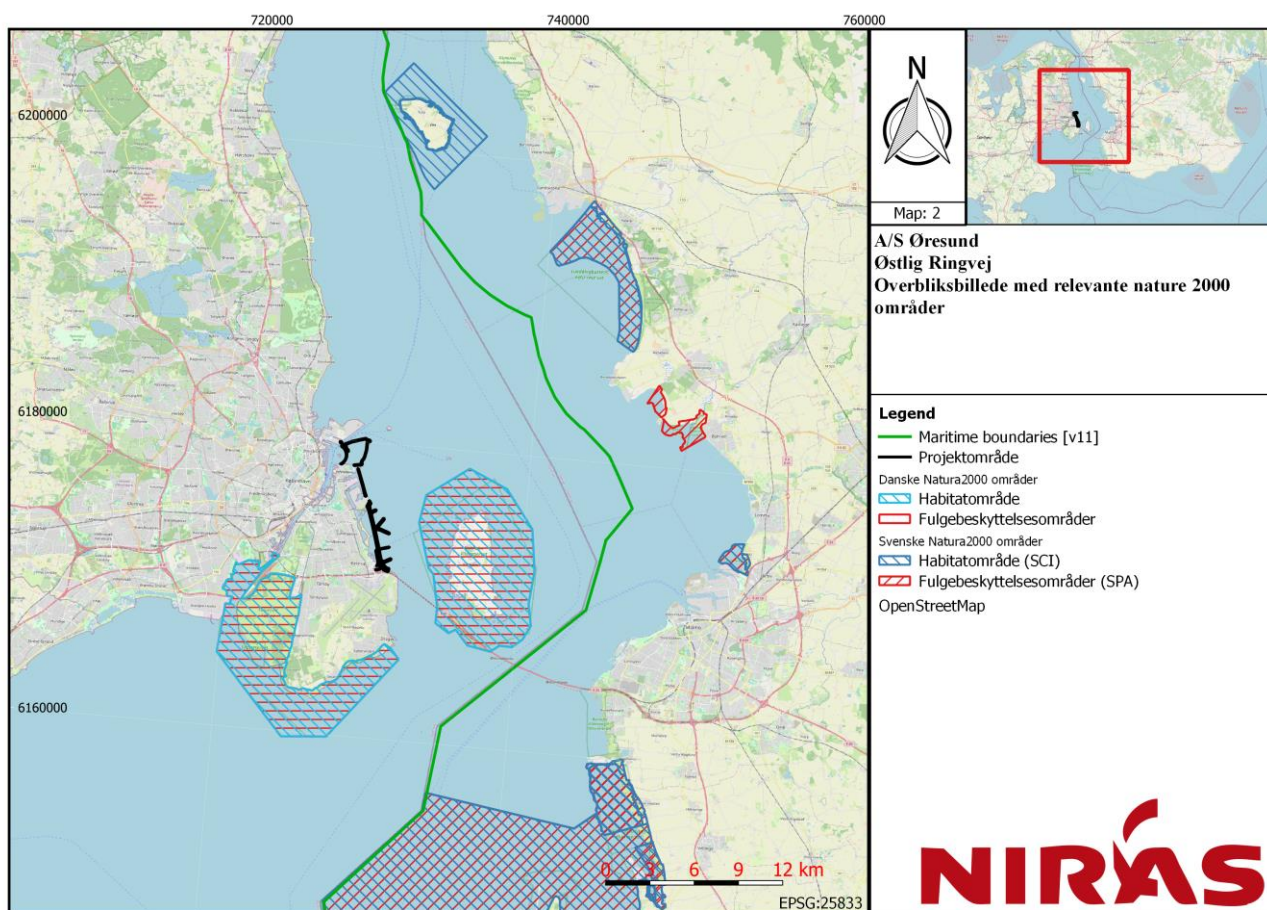 720000
740000
760000
6200000
6180000
6160000
N
Map: 2
A/S Øresund
Østlig Ringvej
Overbliksbillede med relevante nature 2000
områder
Legend
Maritime boundaries [v11]
Projektområde
Danske Natura2000 områder
Habitatområde
Fulgebeskyttelsesområder
Svenske Natura2000 områder
Habitatområde (SCI)
Fulgebeskyttelsesområder (SPA)
OpenStreetMap
0 3 6 9 12 km
EPSG:25833
NIRAS